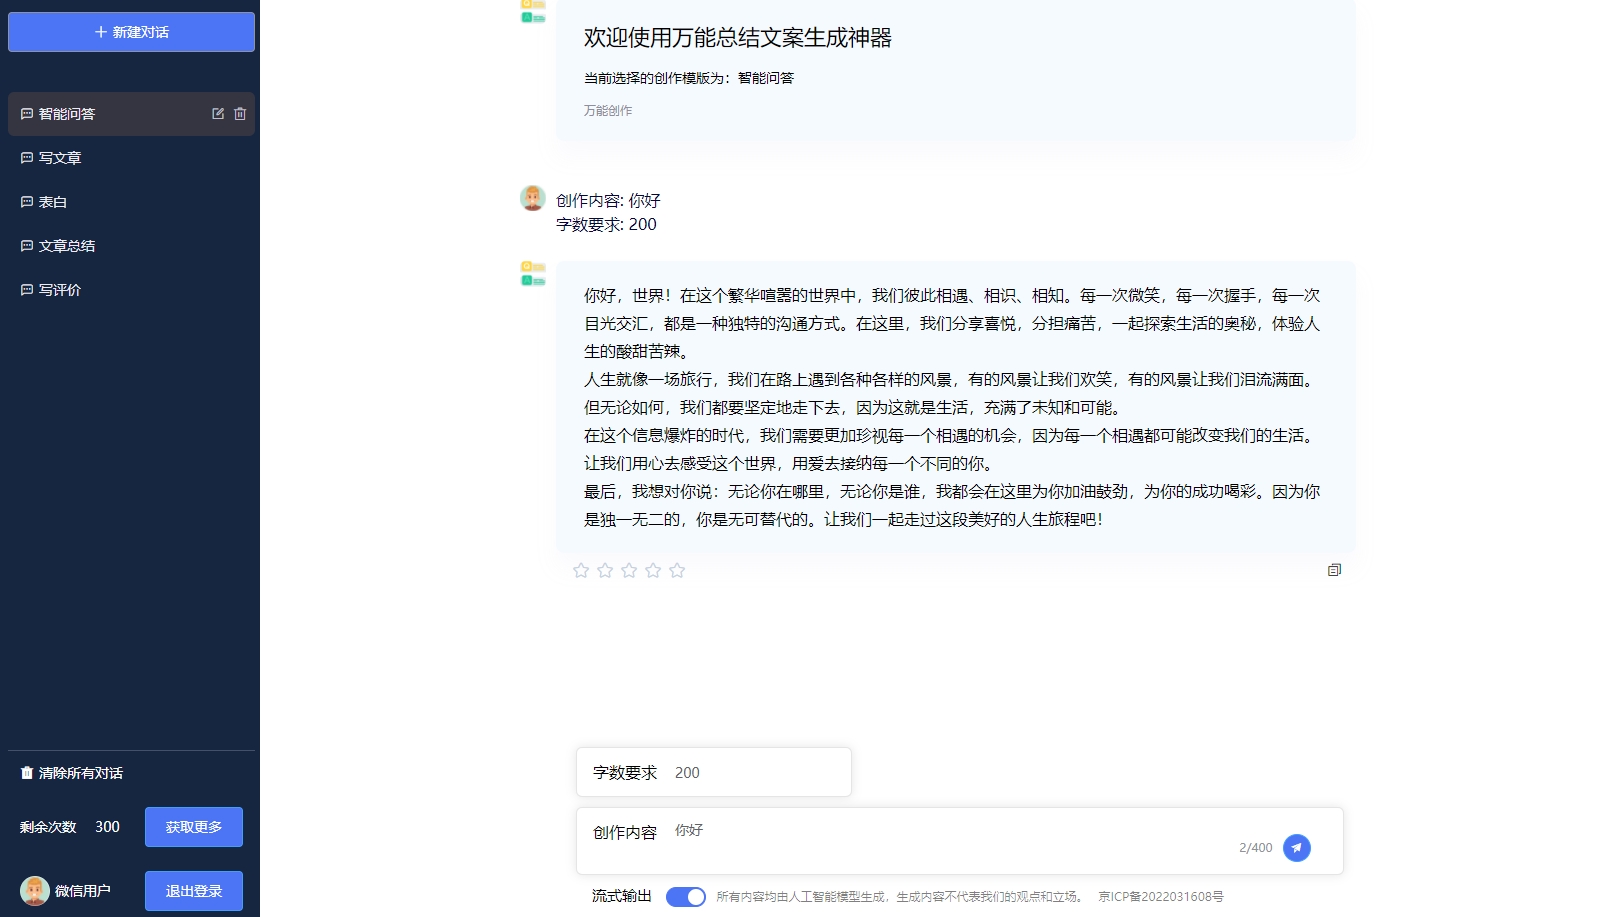 新建对话
智能问答
写文章
表白
文章总结
写评价
清除所有对话
剩余次数 300 获取更多
微信用户 退出登录
欢迎使用万能总结文案生成神器
当前选择的创作模版为：智能问答
万能创作
创作内容: 你好
字数要求: 200
你好，世界！在这个繁华喧嚣的世界中，我们彼此相遇、相识、相知。每一次微笑，每一次握手，每一次
目光交汇，都是一种独特的沟通方式。在这里，我们分享喜悦，分担痛苦，一起探索生活的奥秘，体验人
生的酸甜苦辣。
人生就像一场旅行，我们在路上遇到各种各样的风景，有的风景让我们欢笑，有的风景让我们泪流满面。
但无论如何，我们都要坚定地走下去，因为这就是生活，充满了未知和可能。
在这个信息爆炸的时代，我们需要更加珍视每一个相遇的机会，因为每一个相遇都可能改变我们的生活。
让我们用心去感受这个世界，用爱去接纳每一个不同的你。
最后，我想对你说：无论你在哪里，无论你是谁，我都会在这里为你加油鼓劲，为你的成功喝彩。因为你
是独一无二的，你是无可替代的。让我们一起走过这段美好的人生旅程吧！
字数要求 200
创作内容 你好
2/400
流式输出 所有内容均由人工智能模型生成，生成内容不代表我们的观点和立场。 京ICP备2022031608号